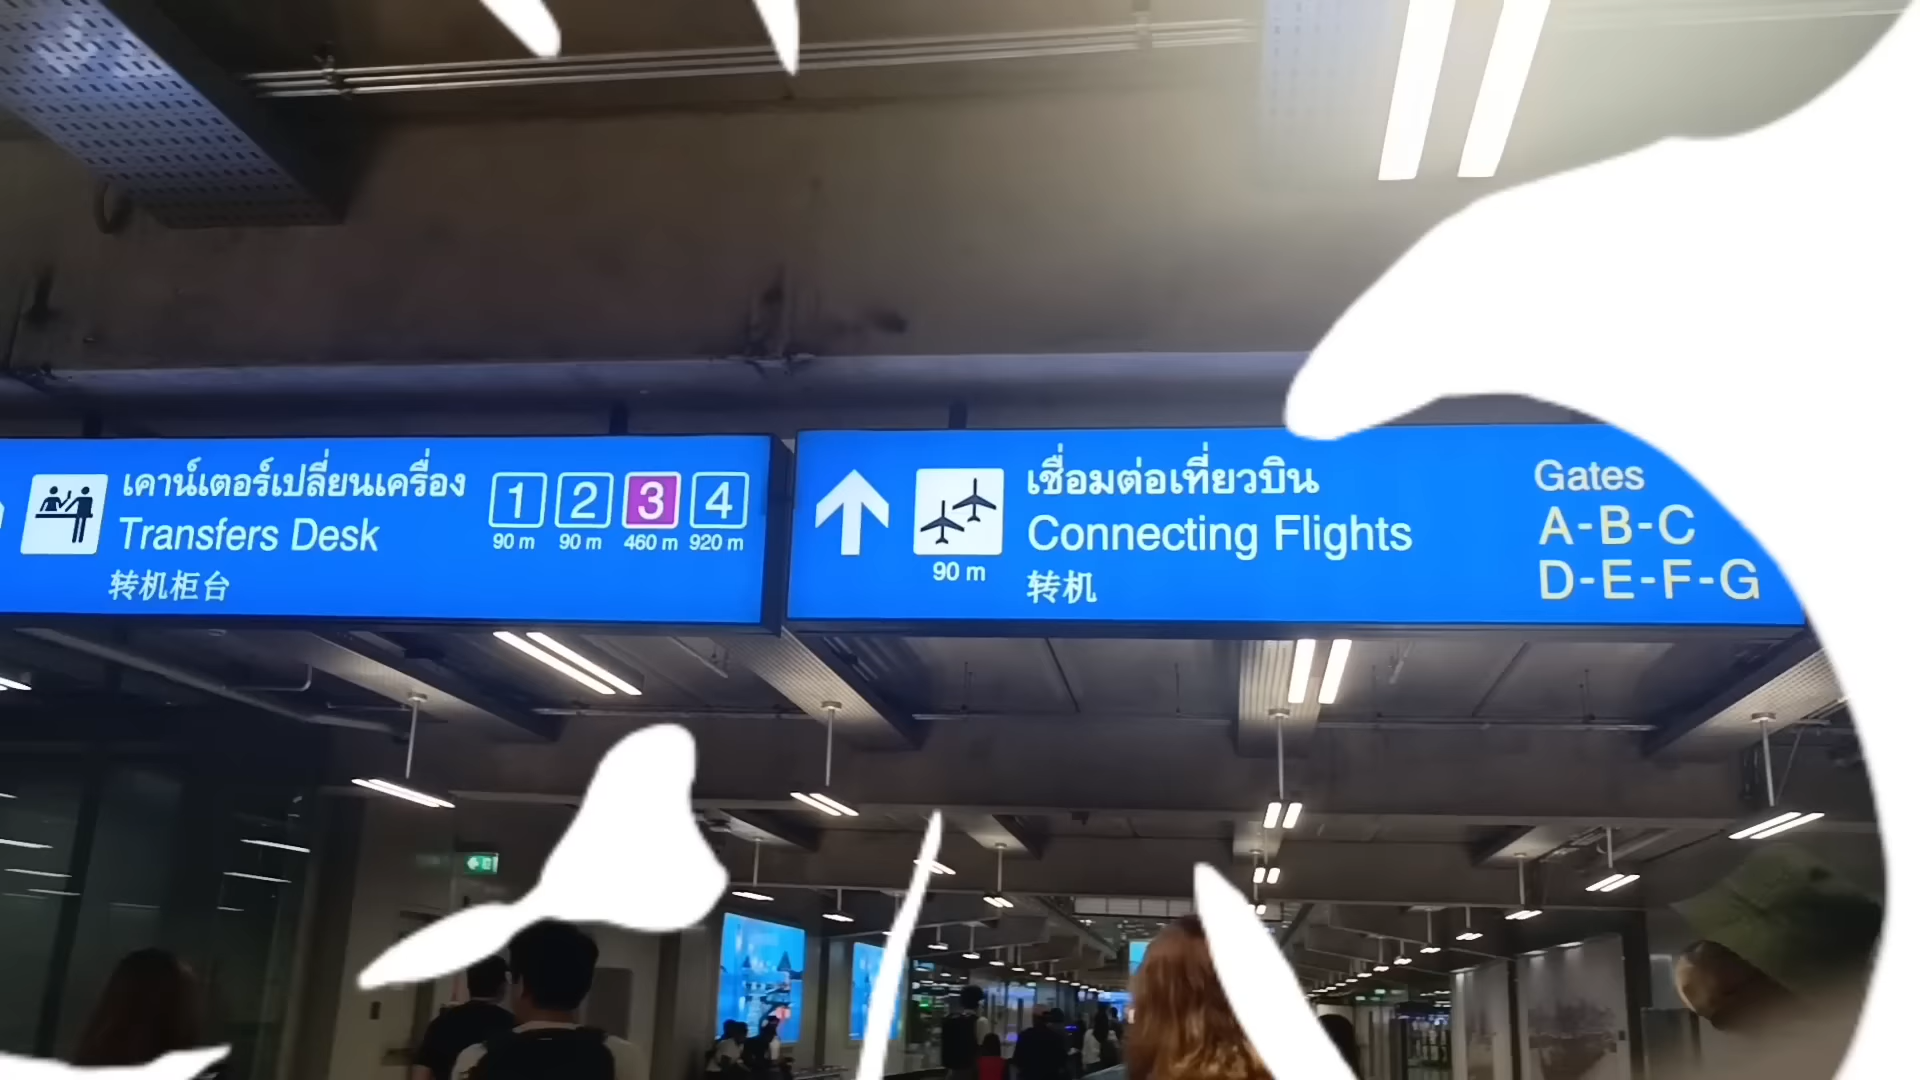 เคาน์เตอร์เปลี่ยนเครื่อง
Transfers Desk
转机柜台
1 2 3 4
90 m 90 m 460 m 920 m
เชื่อมต่อเที่ยวบิน
Connecting Flights
转机
90 m
Gates
A-B-C
D-E-F-G